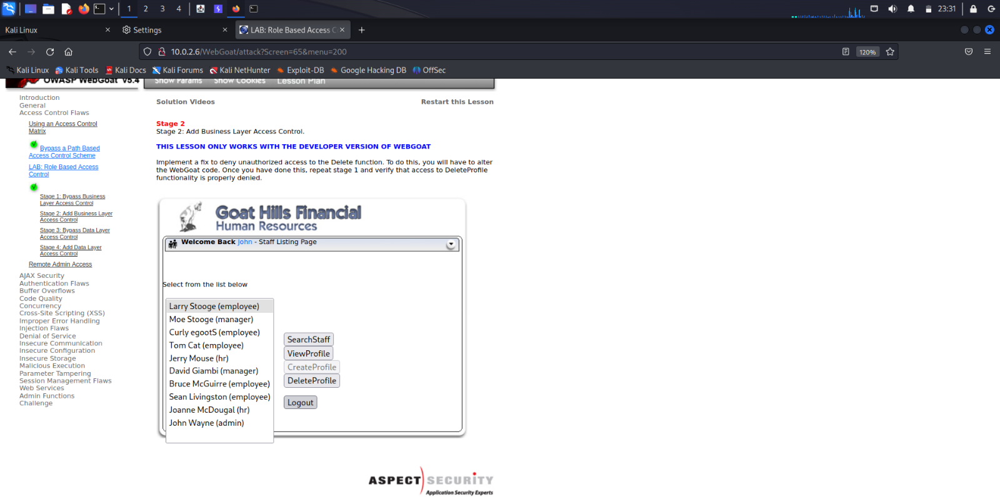 1 2 3 4 23:31
Kali Linux
Settings
LAB: Role Based Access C
10.0.2.6/WebGoat/attack?Screen=65&menu=200
120%
Kali Linux Kali Tools Kali Docs Kali Forums Kali NetHunter Exploit-DB Google Hacking DB OffSec
OWASP WebGoat V5.4
Show Params Show Cookies Lesson Plan
Solution Videos Restart this Lesson
Introduction
General
Access Control Flaws
Using an Access Control
Matrix
Bypass a Path Based
Access Control Scheme
LAB: Role Based Access
Control
Stage 1: Bypass Business
Layer Access Control
Stage 2: Add Business Layer
Access Control
Stage 3: Bypass Data Layer
Access Control
Stage 4: Add Data Layer
Access Control
Remote Admin Access
AJAX Security
Authentication Flaws
Buffer Overflows
Code Quality
Concurrency
Cross-Site Scripting (XSS)
Improper Error Handling
Injection Flaws
Denial of Service
Insecure Communication
Insecure Configuration
Insecure Storage
Malicious Execution
Parameter Tampering
Session Management Flaws
Web Services
Admin Functions
Challenge
Stage 2
Stage 2: Add Business Layer Access Control.
THIS LESSON ONLY WORKS WITH THE DEVELOPER VERSION OF WEBGOAT
Implement a fix to deny unauthorized access to the Delete function. To do this, you will have to alter
the WebGoat code. Once you have done this, repeat stage 1 and verify that access to DeleteProfile
functionality is properly denied.
Goat Hills Financial
Human Resources
Welcome Back John - Staff Listing Page
Select from the list below
Larry Stooge (employee)
Moe Stooge (manager)
Curly egootS (employee)
Tom Cat (employee)
Jerry Mouse (hr)
David Giambi (manager)
Bruce McGuirre (employee)
Sean Livingston (employee)
Joanne McDougal (hr)
John Wayne (admin)
SearchStaff
ViewProfile
CreateProfile
DeleteProfile
Logout
ASPECT SECURITY
Application Security Experts